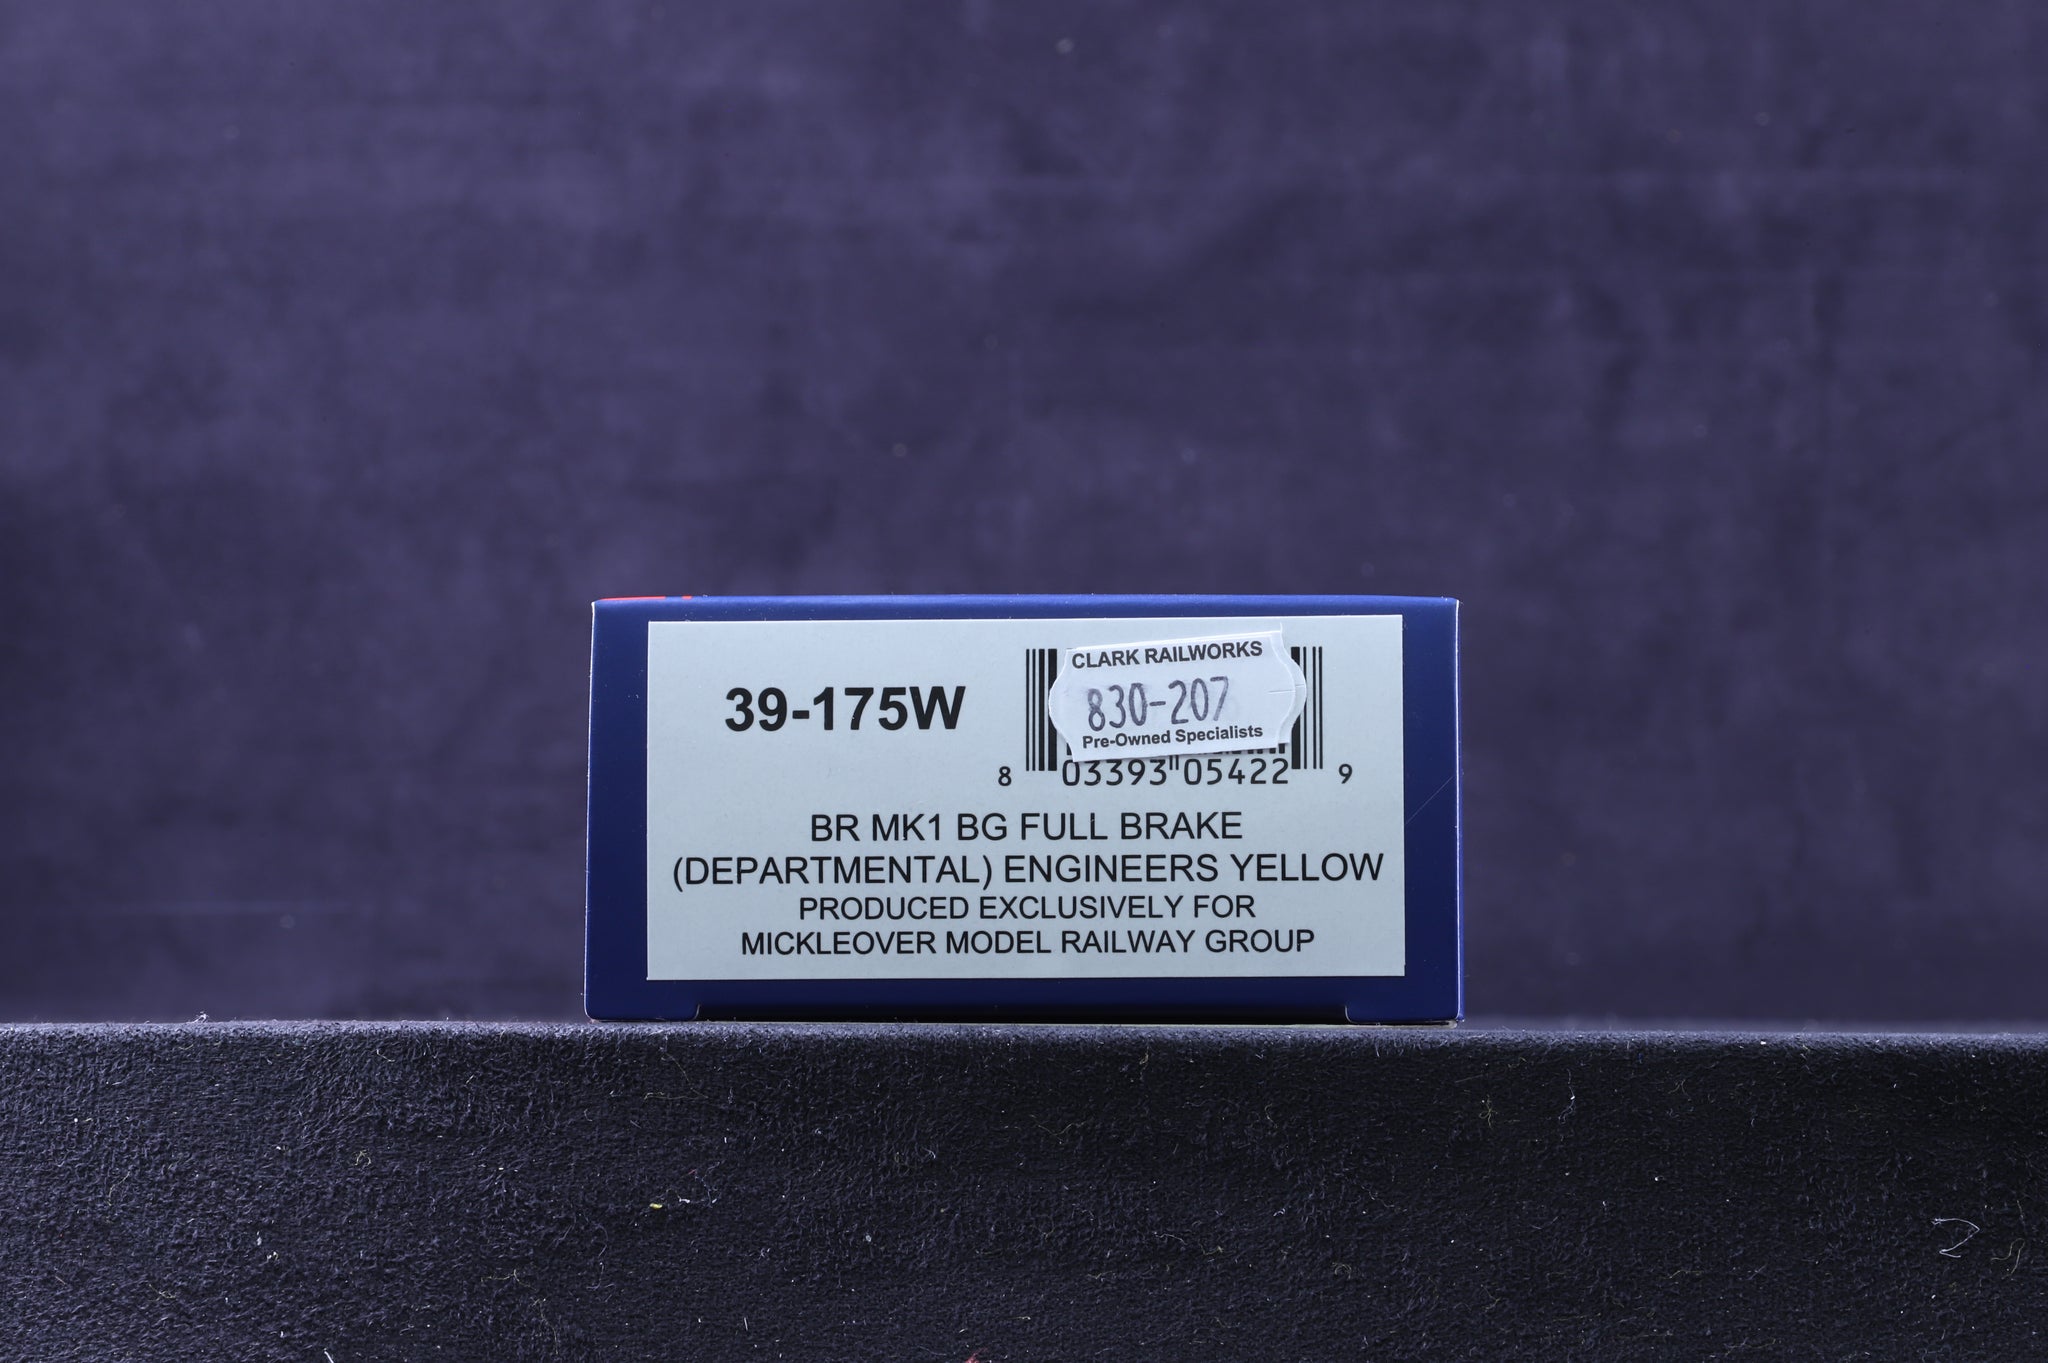 39-175W
CLARK RAILWORKS
830-207
Pre-Owned Specialists
8 03393 05422 9
BR MK1 BG FULL BRAKE
(DEPARTMENTAL) ENGINEERS YELLOW
PRODUCED EXCLUSIVELY FOR
MICKLEOVER MODEL RAILWAY GROUP